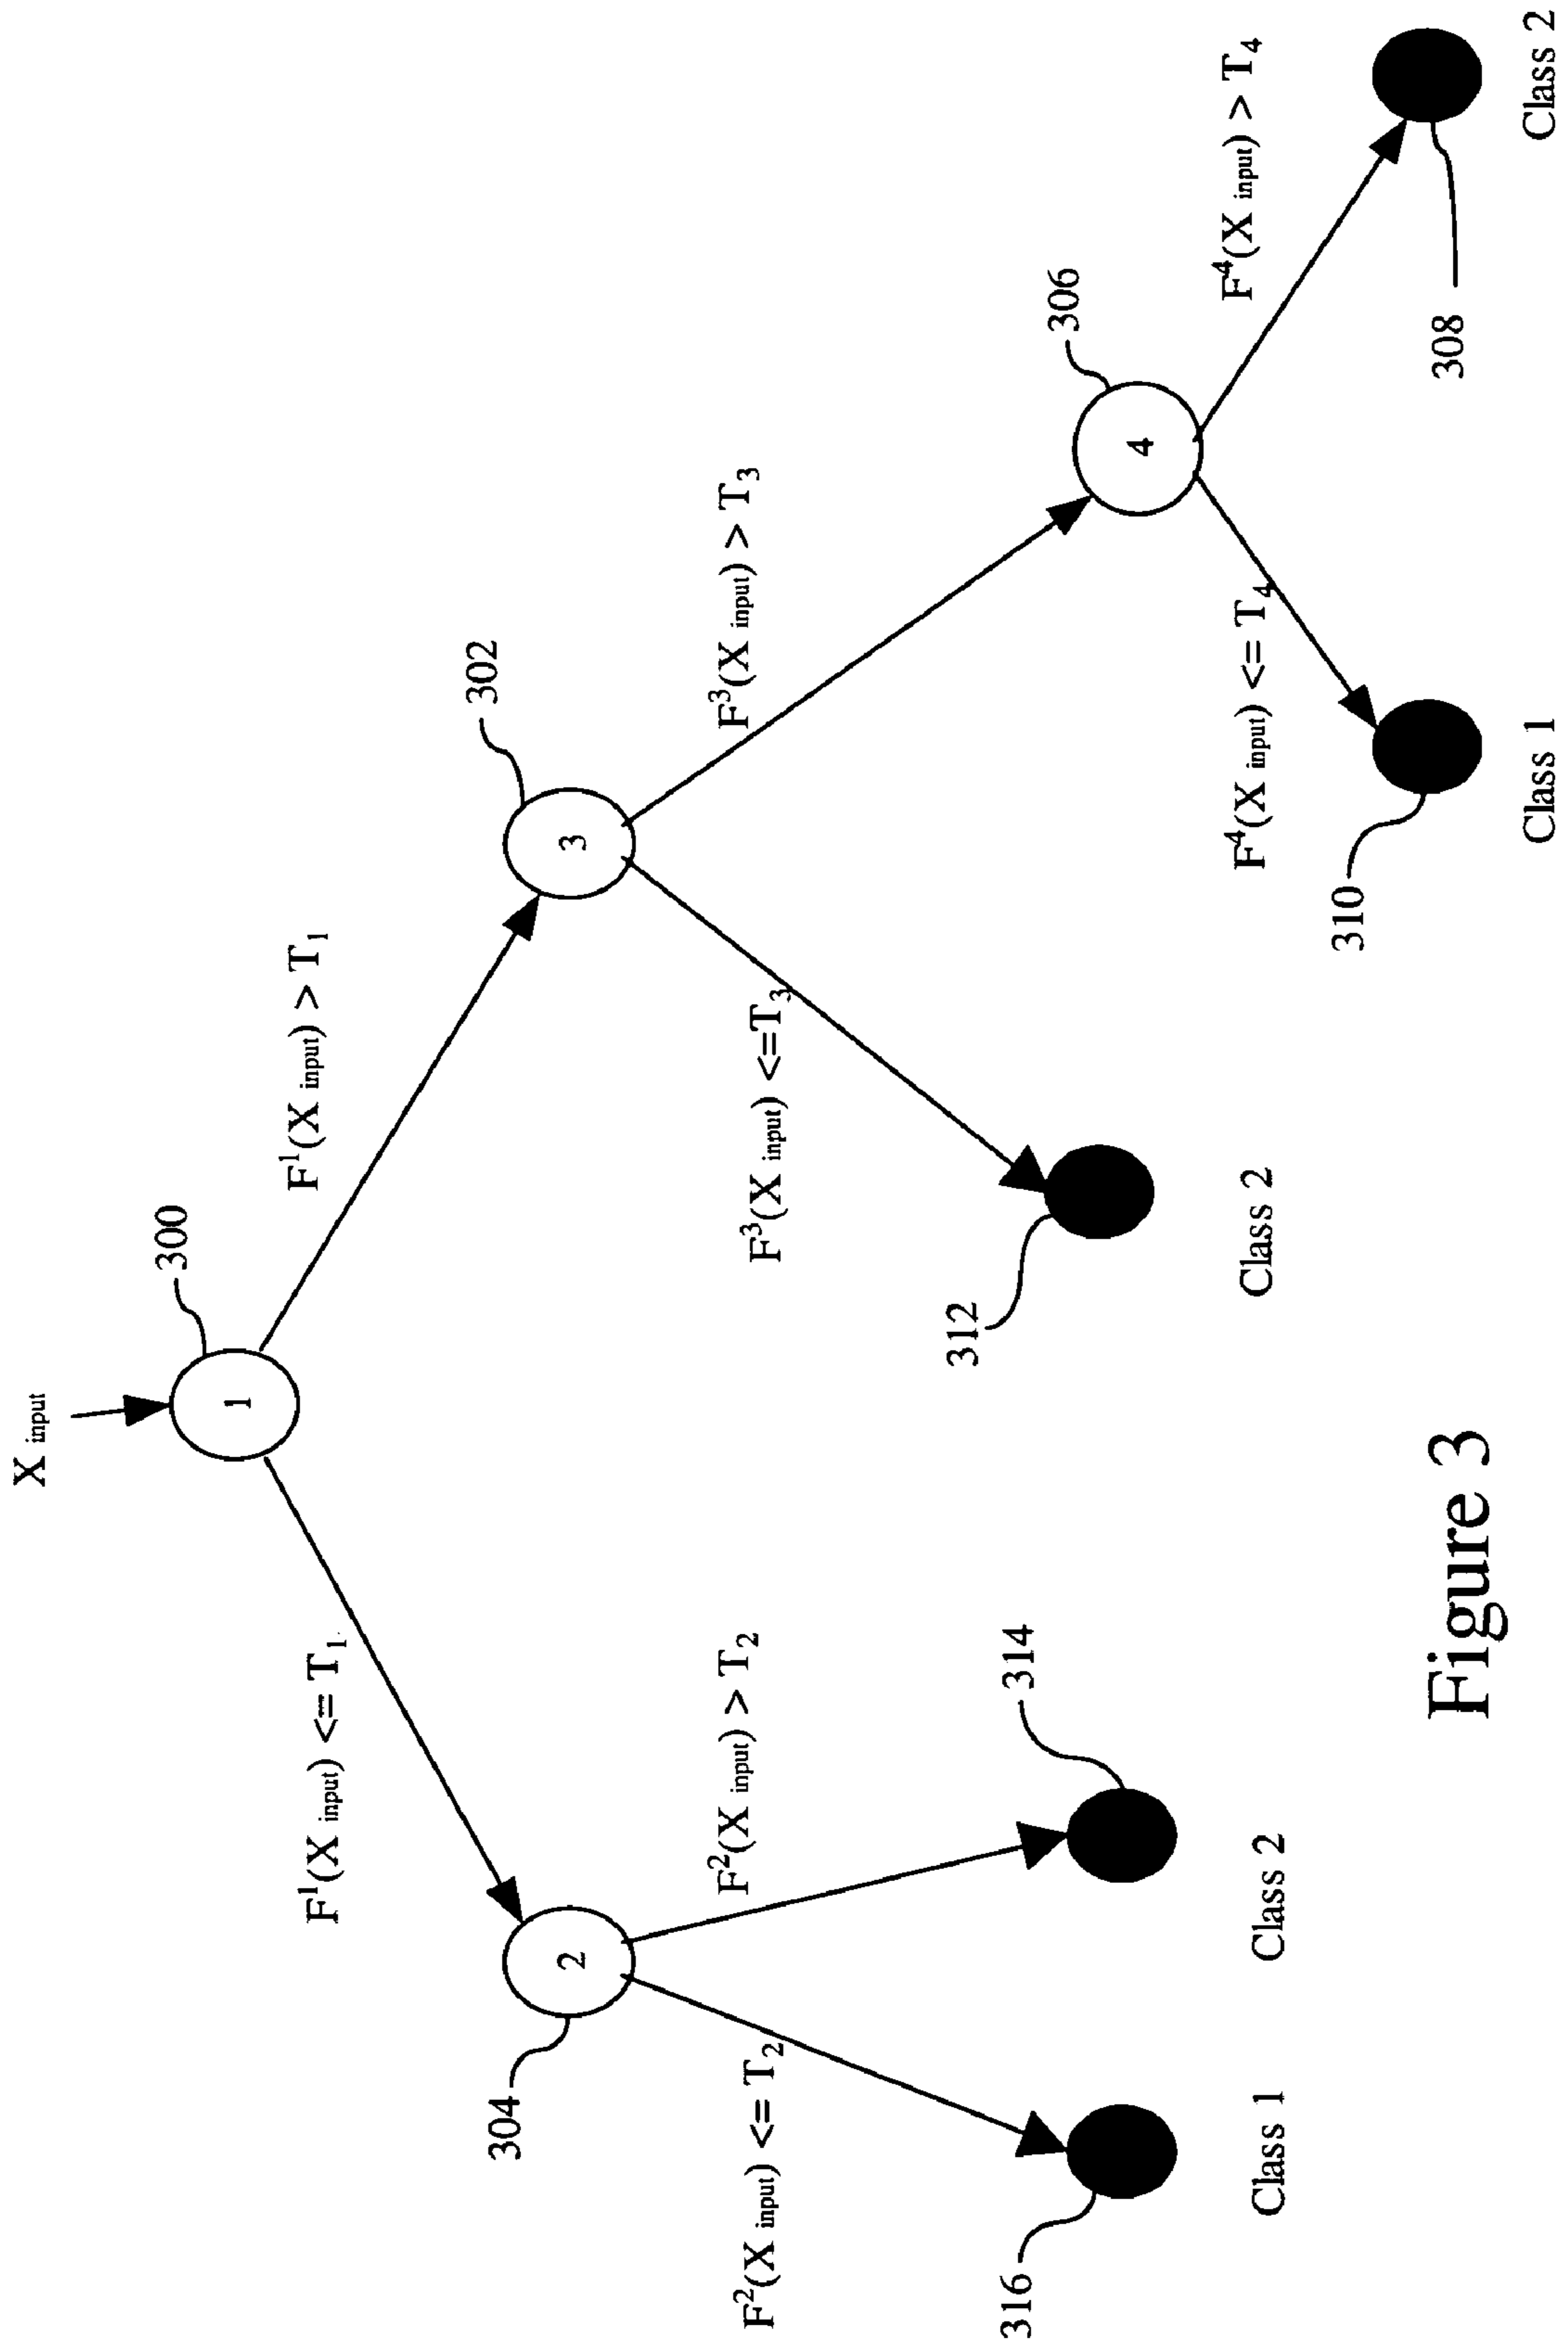 X input
300
1
F¹(X input) <= T₁
F¹(X input) > T₁
304
2
302
3
F²(X input) <= T₂
F²(X input) > T₂
F³(X input) <=T₃
F³(X input) > T₃
306
4
316
314
312
Class 1
Class 2
Class 2
F⁴(X input) <= T₄
F⁴(X input) > T₄
310
308
Class 1
Class 2
Figure 3